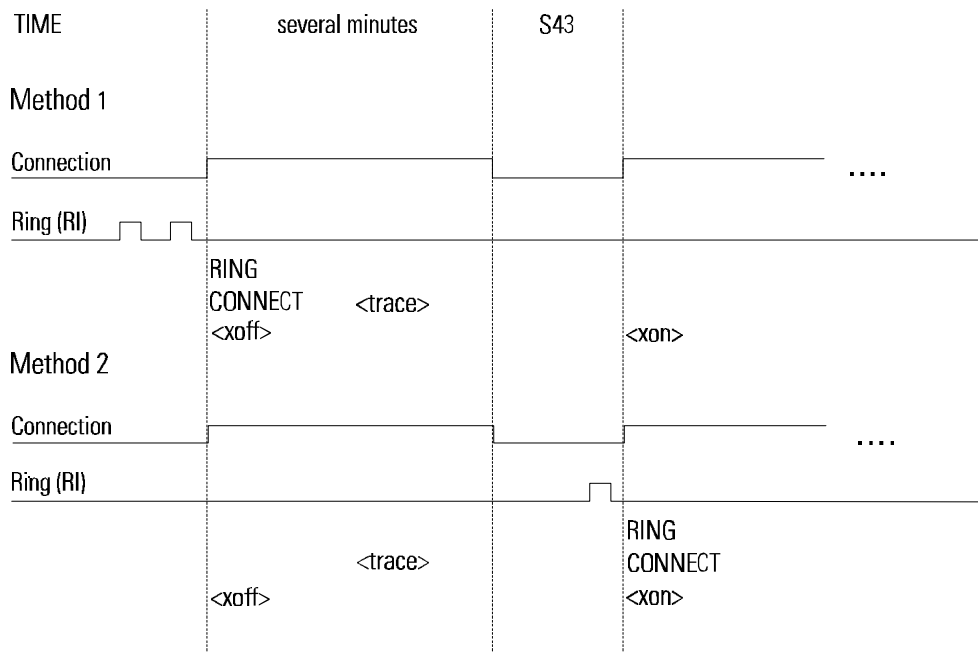 TIME several minutes S43
Method 1
Connection ....
Ring (RI)
RING
CONNECT <trace>
<xoff> <xon>
Method 2
Connection ....
Ring (RI)
RING
<trace> CONNECT
<xoff> <xon>